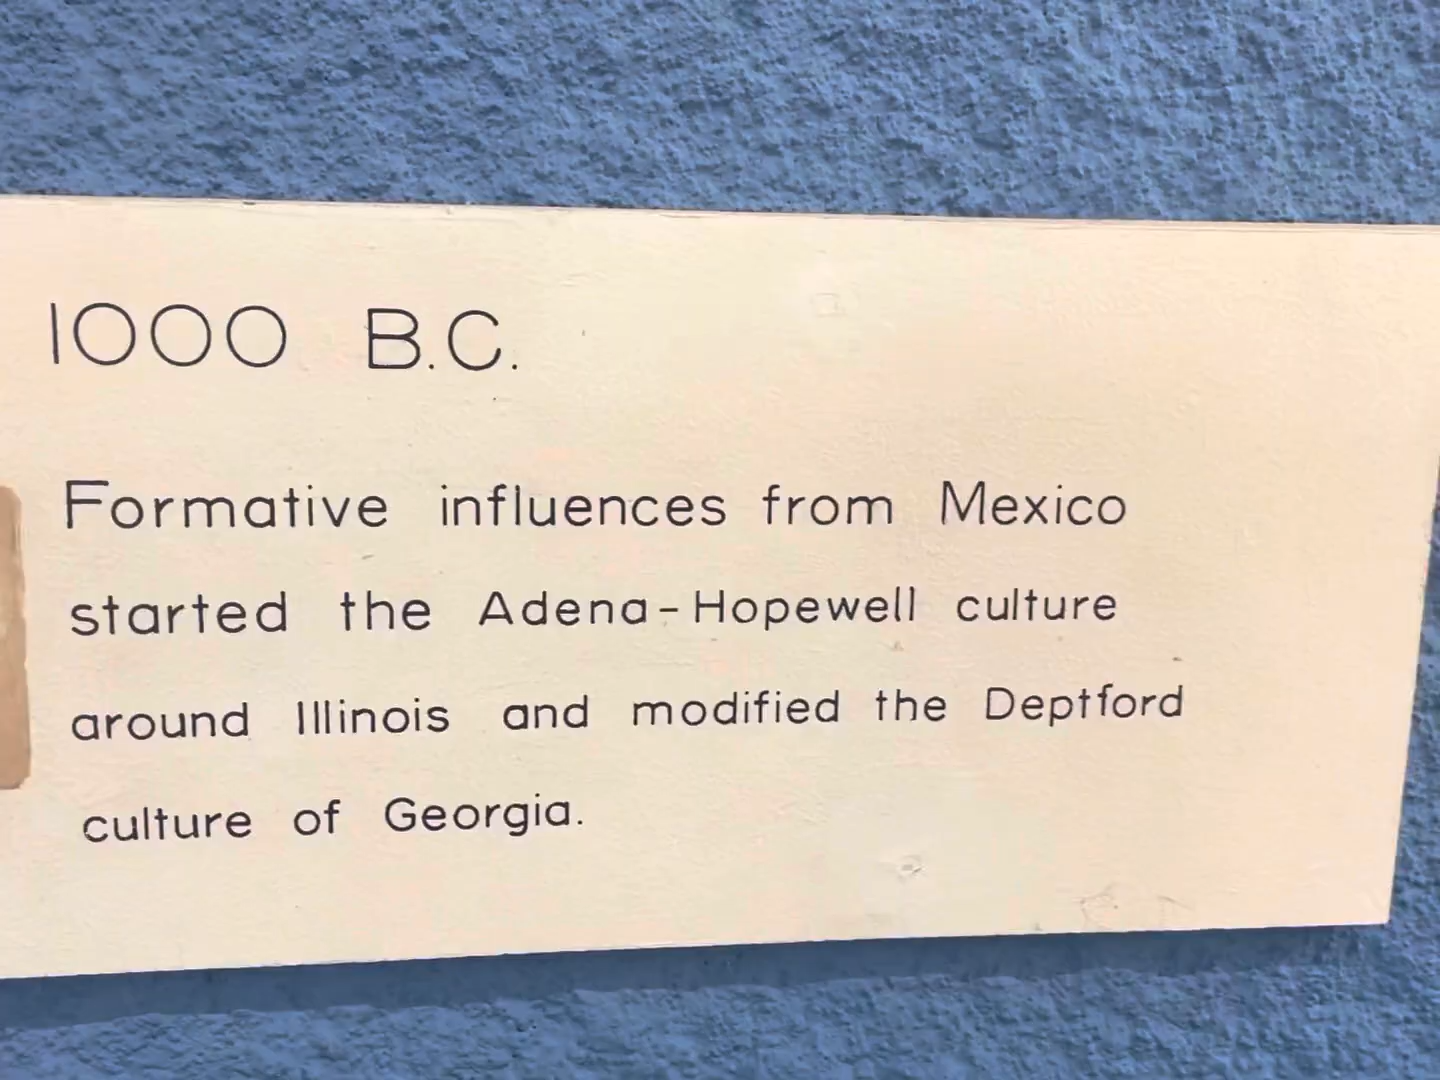 1000 B.C.
Formative influences from Mexico
started the Adena-Hopewell culture
around Illinois and modified the Deptford
culture of Georgia.